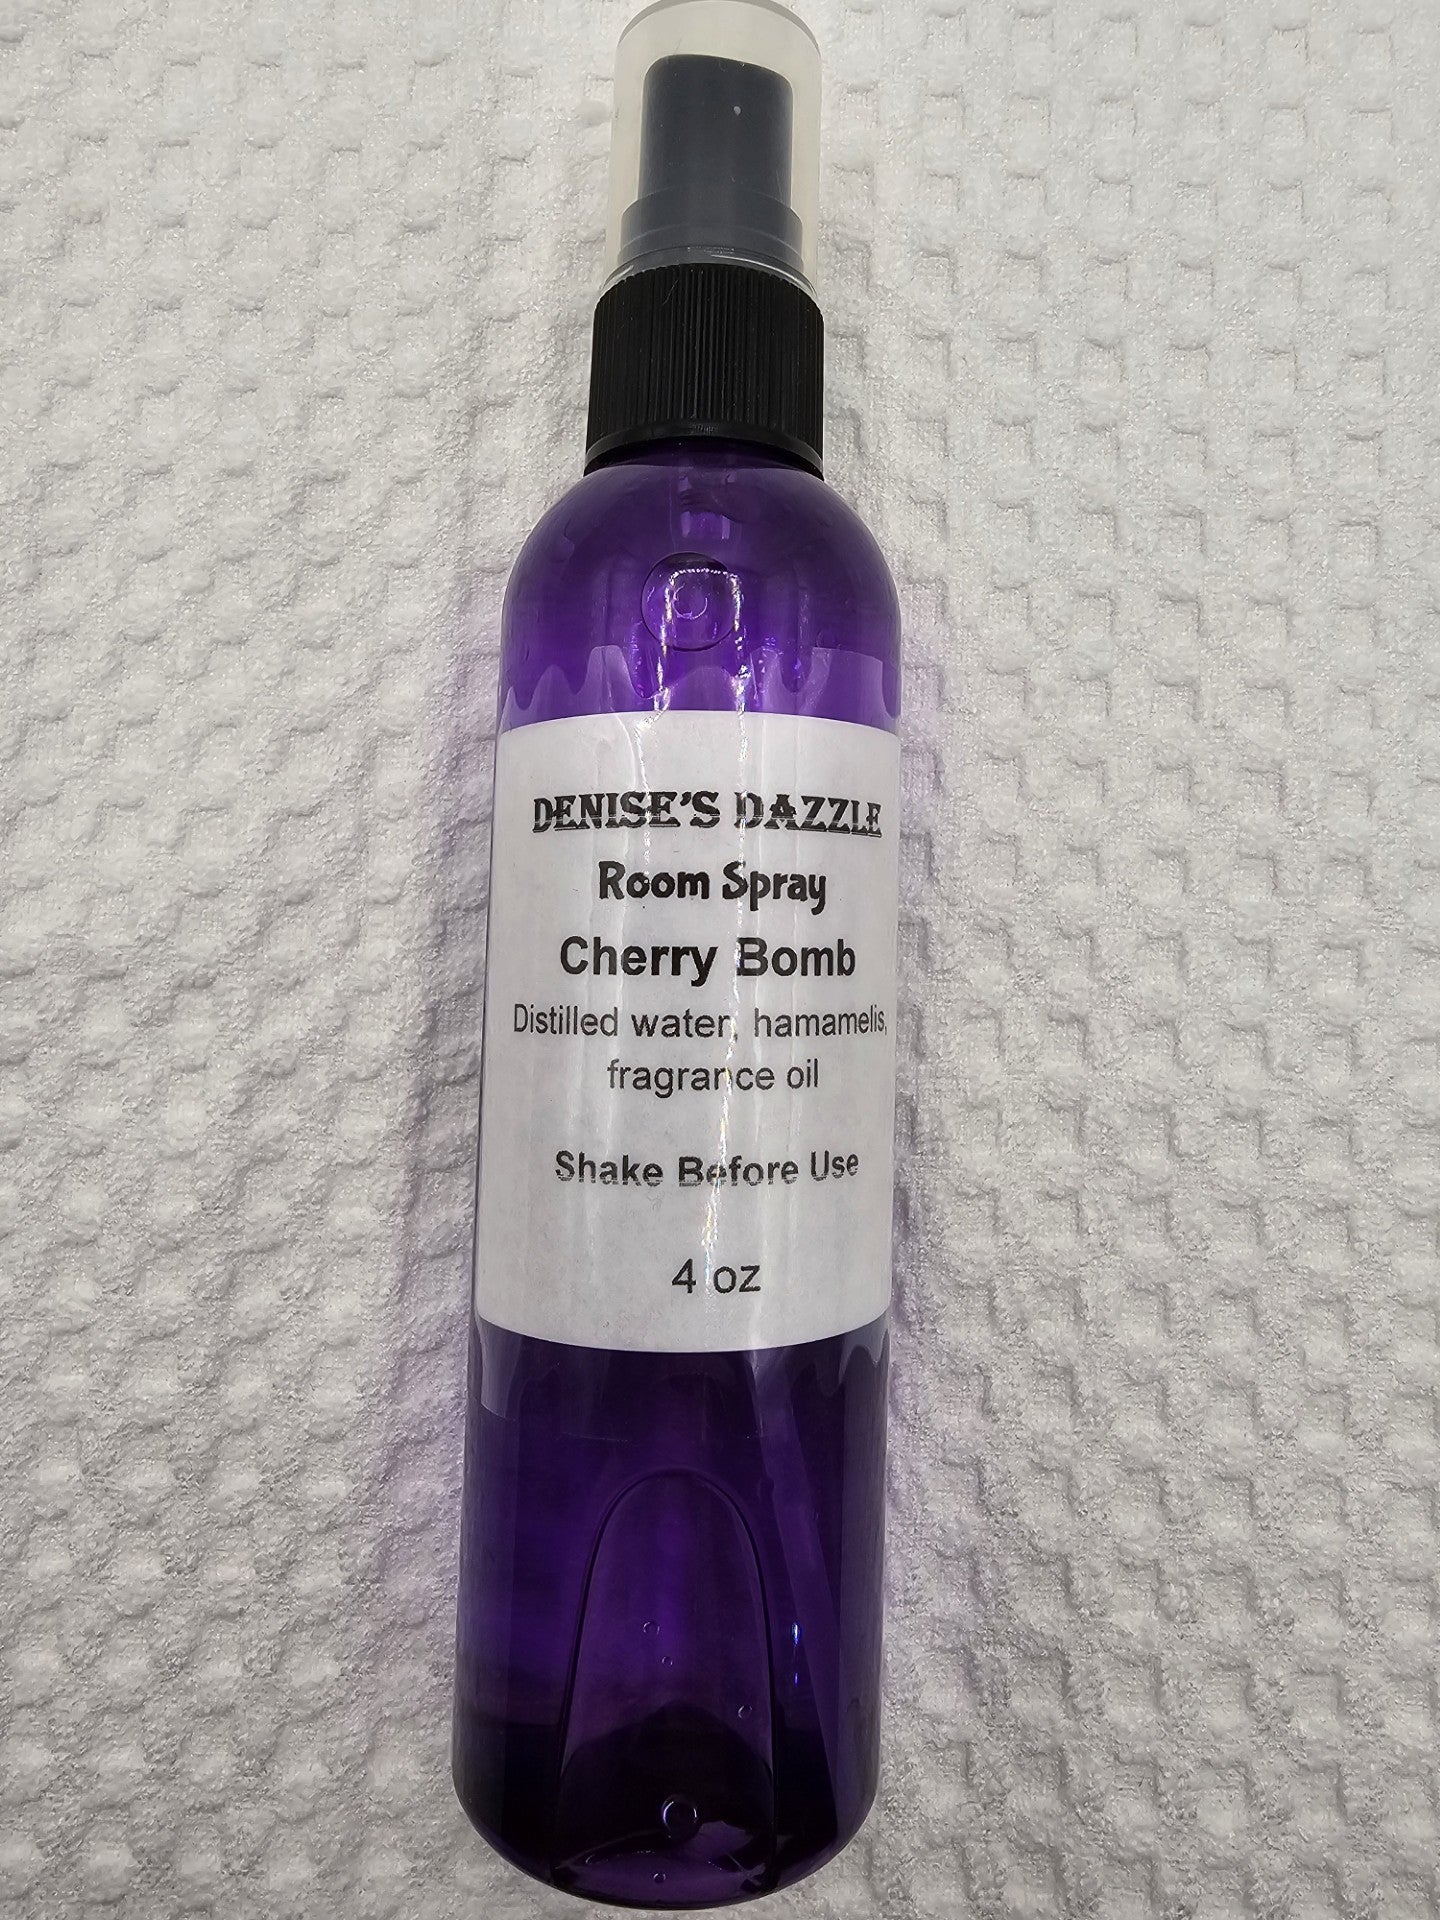 DENISE'S DAZZLE
Room Spray
Cherry Bomb
Distilled water, hamamelis,
fragrance oil
Shake Before Use
4 oz